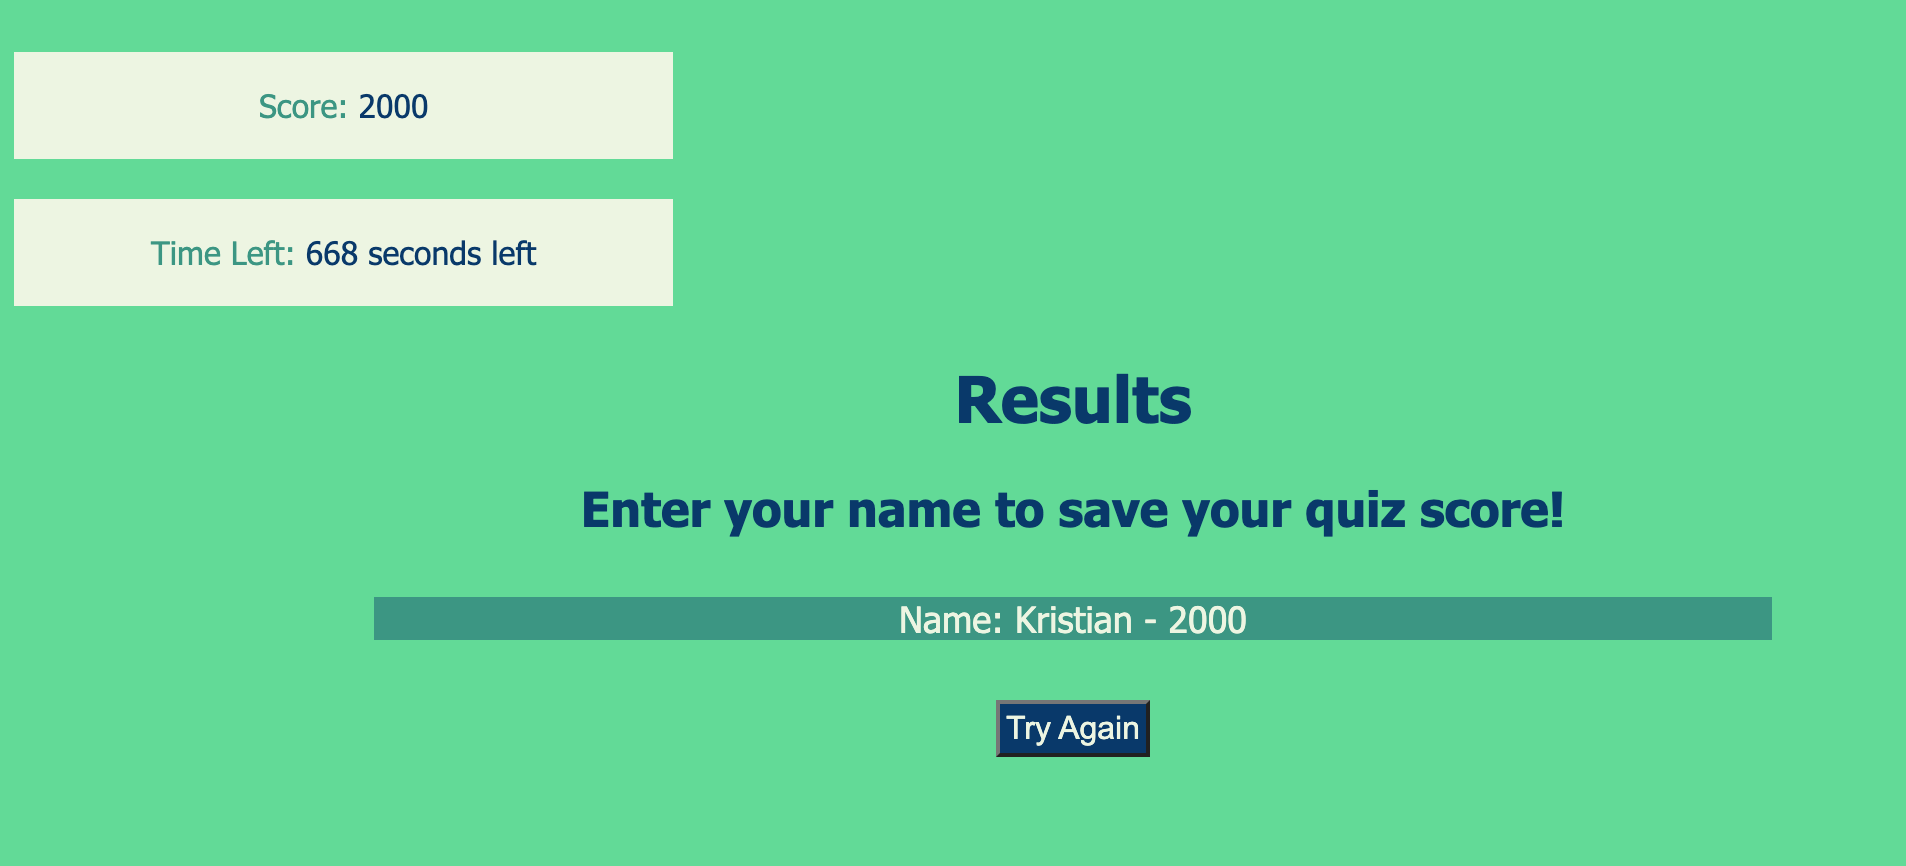 Score: 2000
Time Left: 668 seconds left
Results
Enter your name to save your quiz score!
Name: Kristian - 2000
Try Again